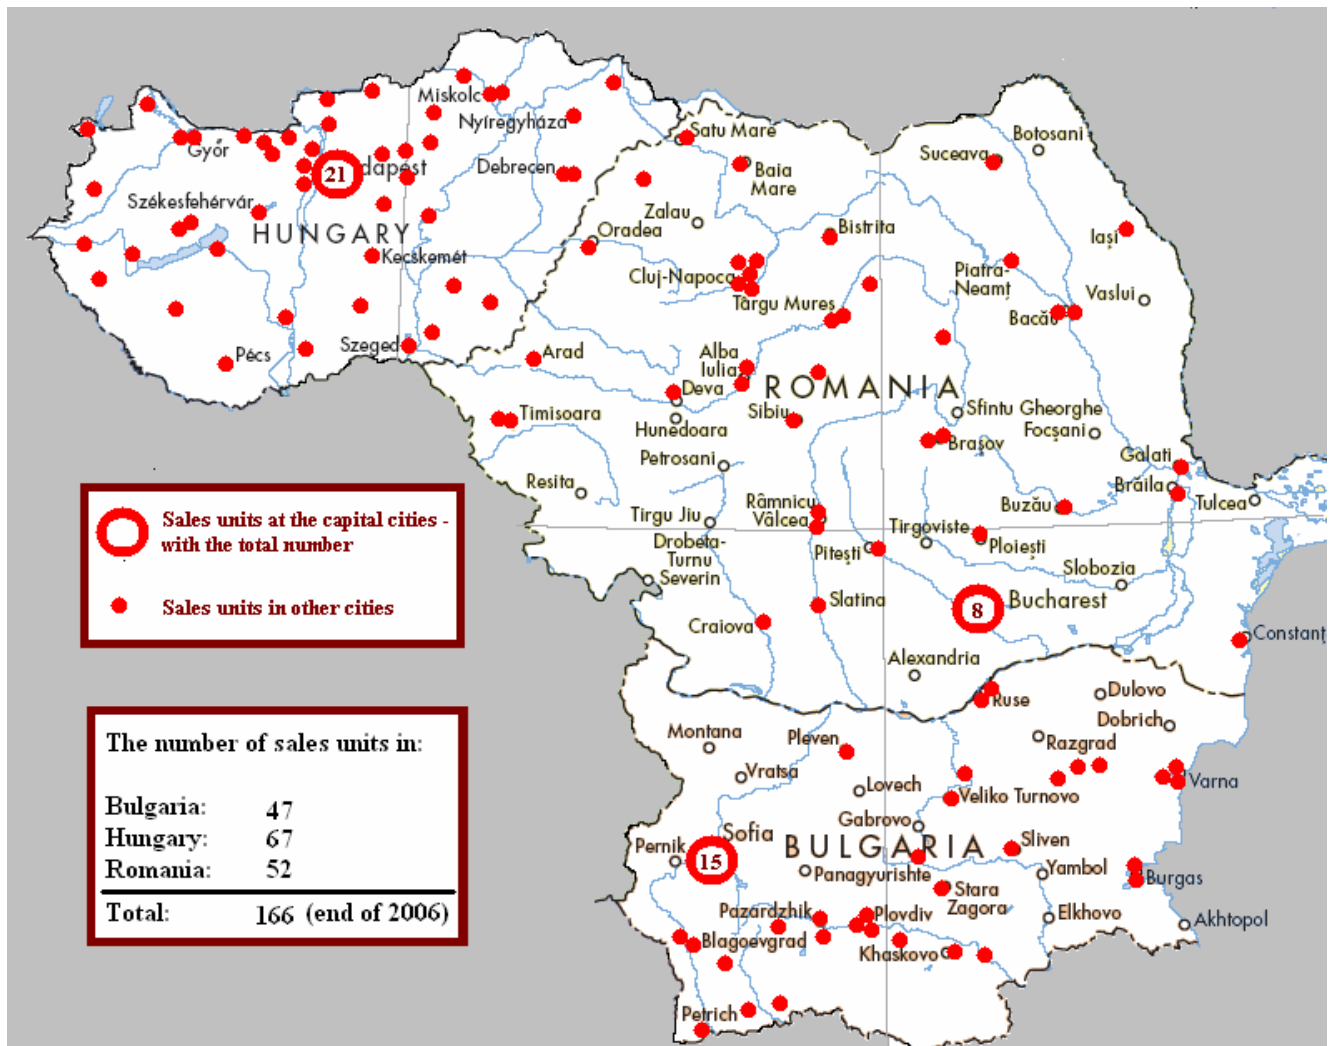 Miskolc
Nyíregyháza
Satu Mare
Botosani
Suceava
Győr
21
dapest
Debrecen
Baia
Mare
Székesfehérvár
HUNGARY
Zalau
Oradea
Bistrita
Iași
Kecskemét
Cluj-Napoca
Piatra-
Neamț
Târgu Mures
Vaslui
Bacău
Pécs
Szeged
Arad
Alba
Iulia
Deva
ROMANIA
Timisoara
Hunedoara
Sibiu
Sfintu Gheorghe
Focșani
Brașov
Petrosani
Galati
Resita
Brăila
Tulcea
Râmnicu
Vâlcea
Buzău
Tirgu Jiu
Tirgoviste
Drobeta-
Turnu
Severin
Pitești
Ploiești
Slobozia
8
Bucharest
Slatina
Craiova
Constanț
Alexandria
Sales units at the capital cities -
with the total number
Sales units in other cities
Ruse
Dulovo
Dobrich
Montana
Pleven
Razgrad
Vratsa
Lovech
Varna
Veliko Turnovo
Gabrovo
Sofia
Pernik
15
BULGARIA
Sliven
Panagyurishte
Yambol
Burgas
Stara
Zagora
Pazardzhik
Plovdiv
Elkhovo
Akhtopol
Blagoevgrad
Khaskovo
Petrich
The number of sales units in:
Bulgaria: 47
Hungary: 67
Romania: 52
Total: 166 (end of 2006)